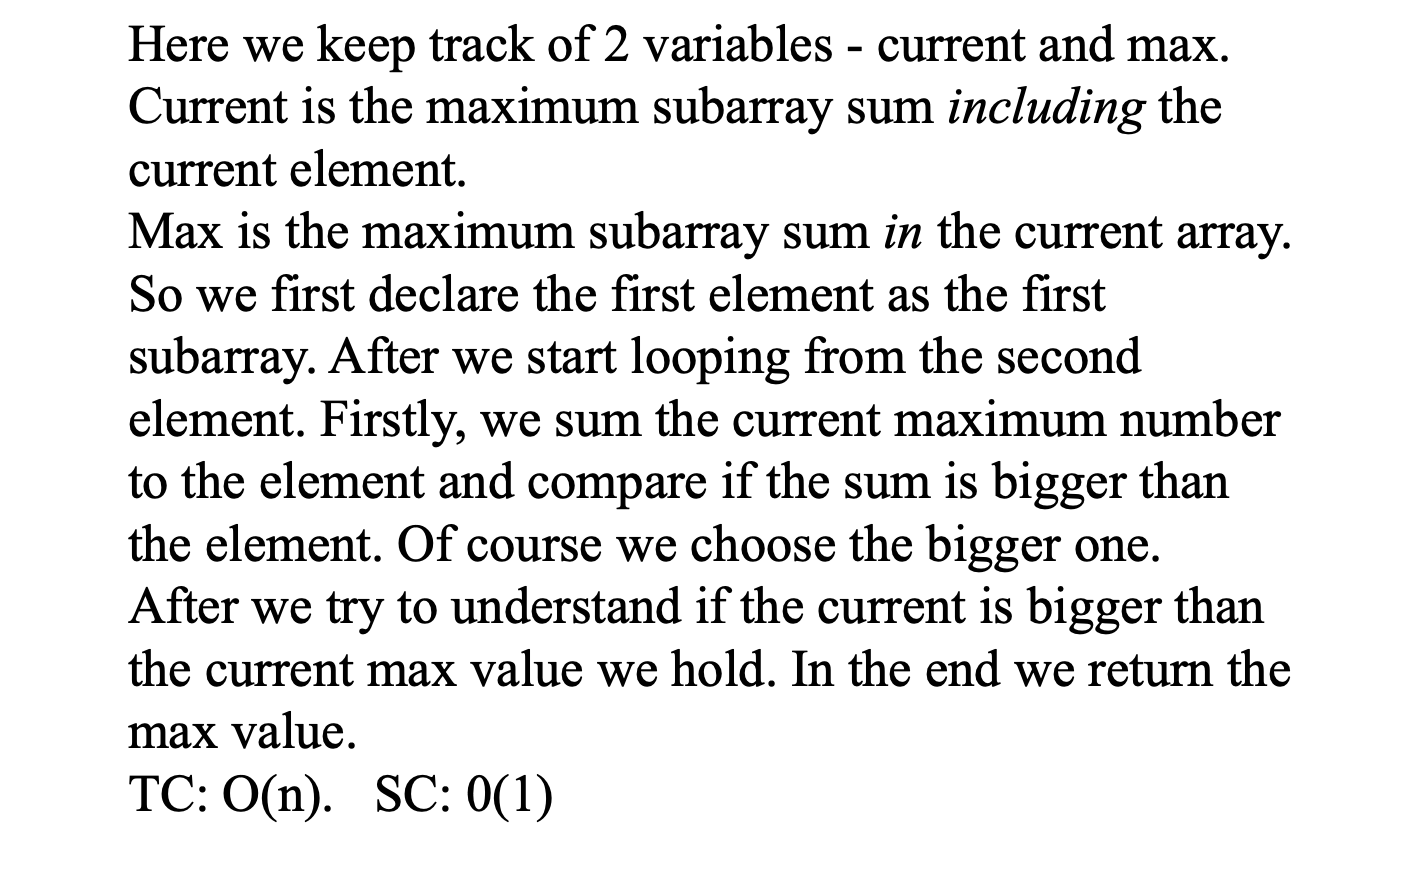 Here we keep track of 2 variables - current and max.
Current is the maximum subarray sum including the
current element.
Max is the maximum subarray sum in the current array.
So we first declare the first element as the first
subarray. After we start looping from the second
element. Firstly, we sum the current maximum number
to the element and compare if the sum is bigger than
the element. Of course we choose the bigger one.
After we try to understand if the current is bigger than
the current max value we hold. In the end we return the
max value.
TC: O(n).   SC: 0(1)